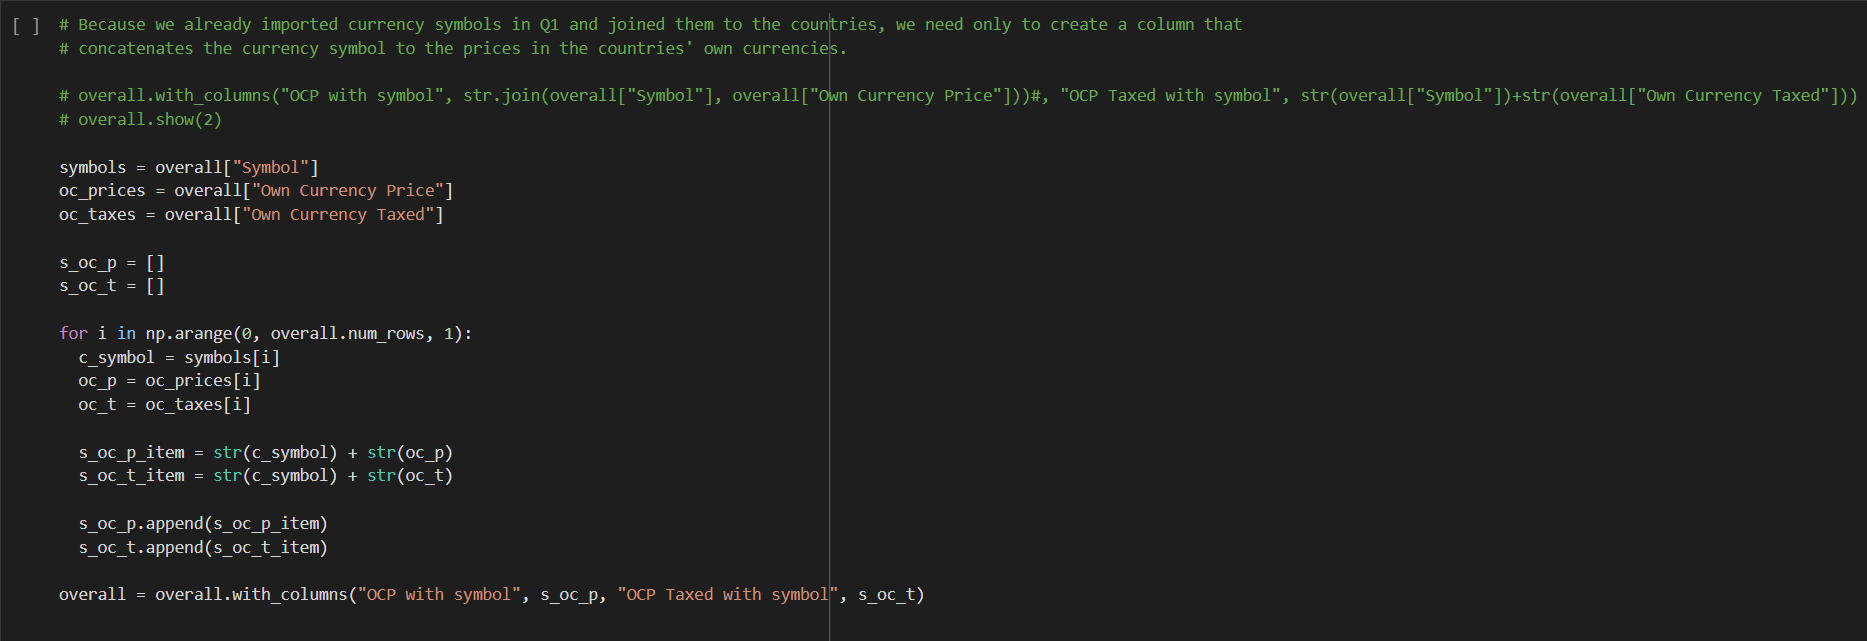 [ ] # Because we already imported currency symbols in Q1 and joined them to the countries, we need only to create a column that
# concatenates the currency symbol to the prices in the countries' own currencies.
# overall.with_columns("OCP with symbol", str.join(overall["Symbol"], overall["Own Currency Price"]))#, "OCP Taxed with symbol", str(overall["Symbol"])+str(overall["Own Currency Taxed"]))
# overall.show(2)
symbols = overall["Symbol"]
oc_prices = overall["Own Currency Price"]
oc_taxes = overall["Own Currency Taxed"]
s_oc_p = []
s_oc_t = []
for i in np.arange(0, overall.num_rows, 1):
  c_symbol = symbols[i]
  oc_p = oc_prices[i]
  oc_t = oc_taxes[i]
  s_oc_p_item = str(c_symbol) + str(oc_p)
  s_oc_t_item = str(c_symbol) + str(oc_t)
  s_oc_p.append(s_oc_p_item)
  s_oc_t.append(s_oc_t_item)
overall = overall.with_columns("OCP with symbol", s_oc_p, "OCP Taxed with symbol", s_oc_t)